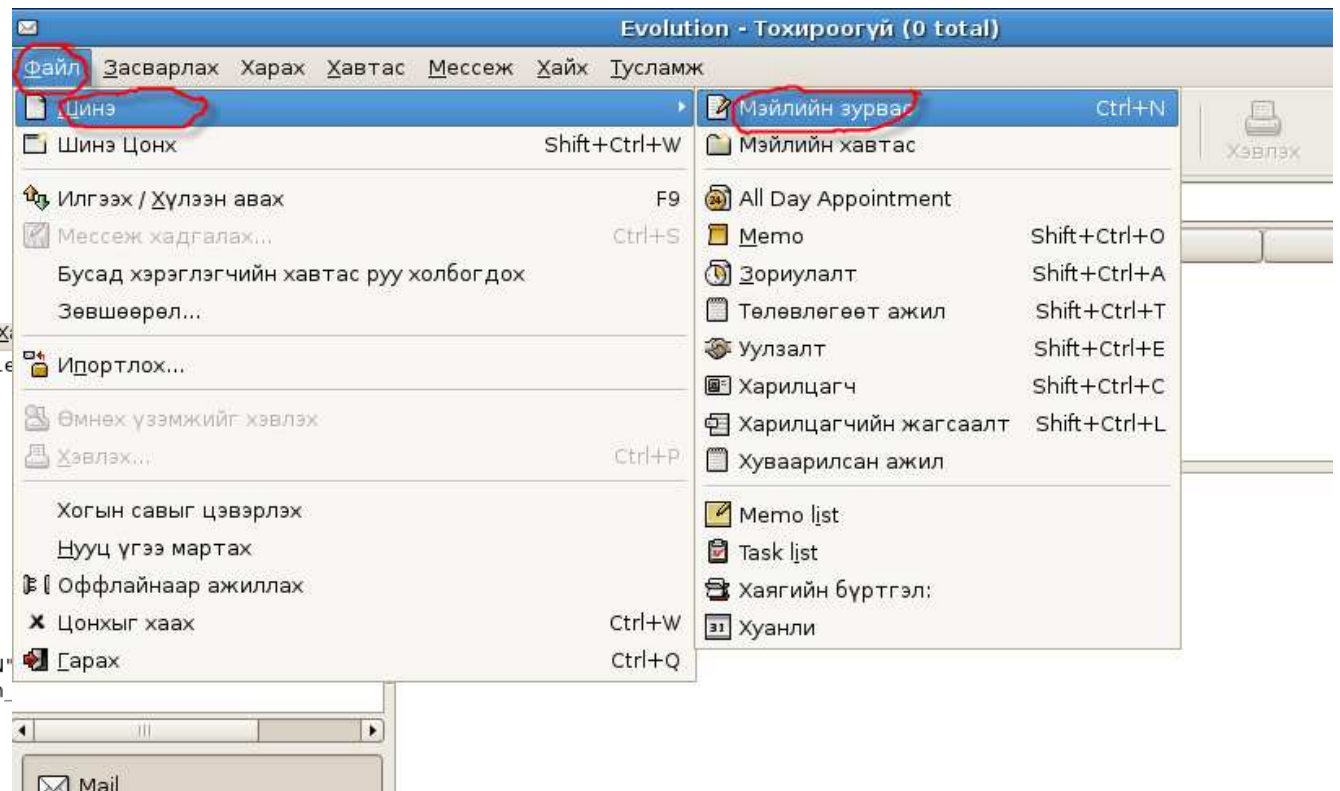 Evolution - Тохироогүй (0 total)
Файл Засварлах Харах Хавтас Мессеж Хайх Тусламж
Шинэ
Шинэ Цонх Shift+Ctrl+W
Илгээх / Хүлээн авах F9
Мессеж хадгалах... Ctrl+S
Бусад хэрэглэгчийн хавтас руу холбогдох
Зөвшөөрөл...
Ипортлох...
Өмнөх үзэмжийг хэвлэх
Хэвлэх... Ctrl+P
Хогын савыг цэвэрлэх
Нууц үгээ мартах
Оффлайнаар ажиллах
Цонхыг хаах Ctrl+W
Гарах Ctrl+Q
Мэйлийн зурвас Ctrl+N
Мэйлийн хавтас
All Day Appointment
Memo Shift+Ctrl+O
Зориулалт Shift+Ctrl+A
Төлөвлөгөөт ажил Shift+Ctrl+T
Уулзалт Shift+Ctrl+E
Харилцагч Shift+Ctrl+C
Харилцагчийн жагсаалт Shift+Ctrl+L
Хуваарилсан ажил
Memo list
Task list
Хаягийн бүртгэл:
Хуанли
Хэвлэх
Mail